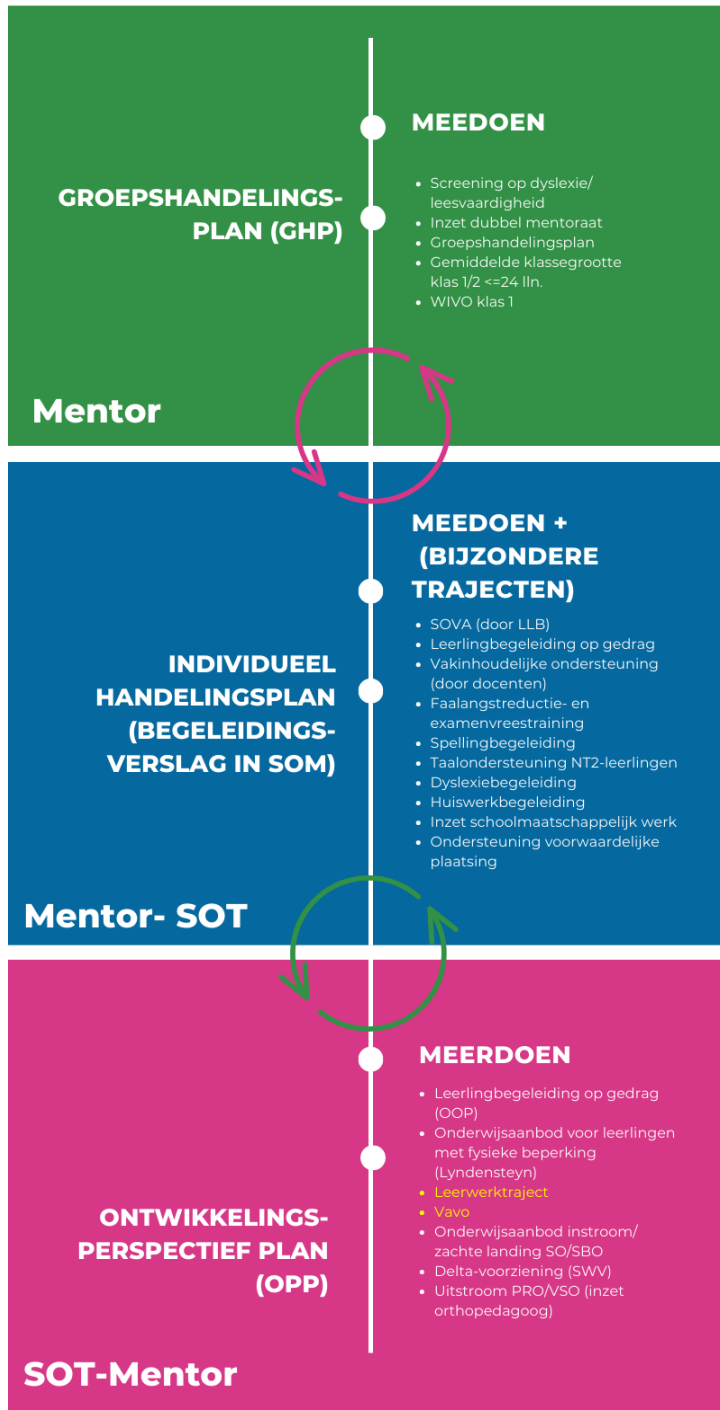 MEEDOEN
GROEPSHANDELINGS-
PLAN (GHP)
• Screening op dyslexie/
leesvaardigheid
• Inzet dubbel mentoraat
• Groepshandelingsplan
• Gemiddelde klassegrootte
klas 1/2 <=24 lln.
• WIVO klas 1
Mentor
MEEDOEN +
(BIJZONDERE
TRAJECTEN)
INDIVIDUEEL
HANDELINGSPLAN
(BEGELEIDINGS-
VERSLAG IN SOM)
• SOVA (door LLB)
• Leerlingbegeleiding op gedrag
• Vakinhoudelijke ondersteuning
(door docenten)
• Faalangstreductie- en
examenvreestraining
• Spellingbegeleiding
• Taalondersteuning NT2-leerlingen
• Dyslexiebegeleiding
• Huiswerkbegeleiding
• Inzet schoolmaatschappelijk werk
• Ondersteuning voorwaardelijke
plaatsing
Mentor- SOT
MEERDOEN
• Leerlingbegeleiding op gedrag
(OOP)
• Onderwijsaanbod voor leerlingen
met fysieke beperking
(Lyndensteyn)
• Leerwerktraject
• Vavo
• Onderwijsaanbod instroom/
zachte landing SO/SBO
• Delta-voorziening (SWV)
• Uitstroom PRO/VSO (inzet
orthopedagoog)
ONTWIKKELINGS-
PERSPECTIEF PLAN
(OPP)
SOT-Mentor